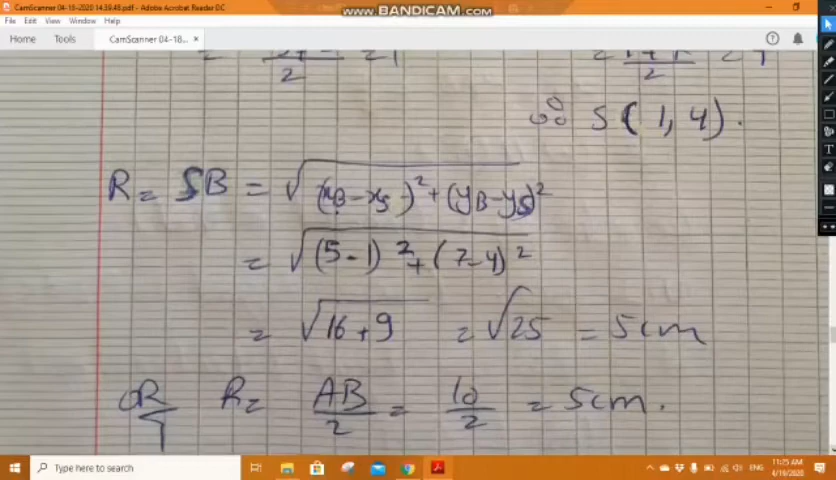 CamScanner 04-18-2020 14.39.48.pdf - Adobe Acrobat Reader DC
www.BANDICAM.com
File Edit View Window Help
Home Tools CamScanner 04-18... ×
2 2
∴ S(1, 4).
R = SB = √(xB - xS)² + (yB - yS)²
= √(5 - 1)² + (7 - 4)²
= √16 + 9 = √25 = 5cm
OR/ R = AB/2 = 10/2 = 5cm.
Type here to search
ENG
11:25 AM
4/19/2020